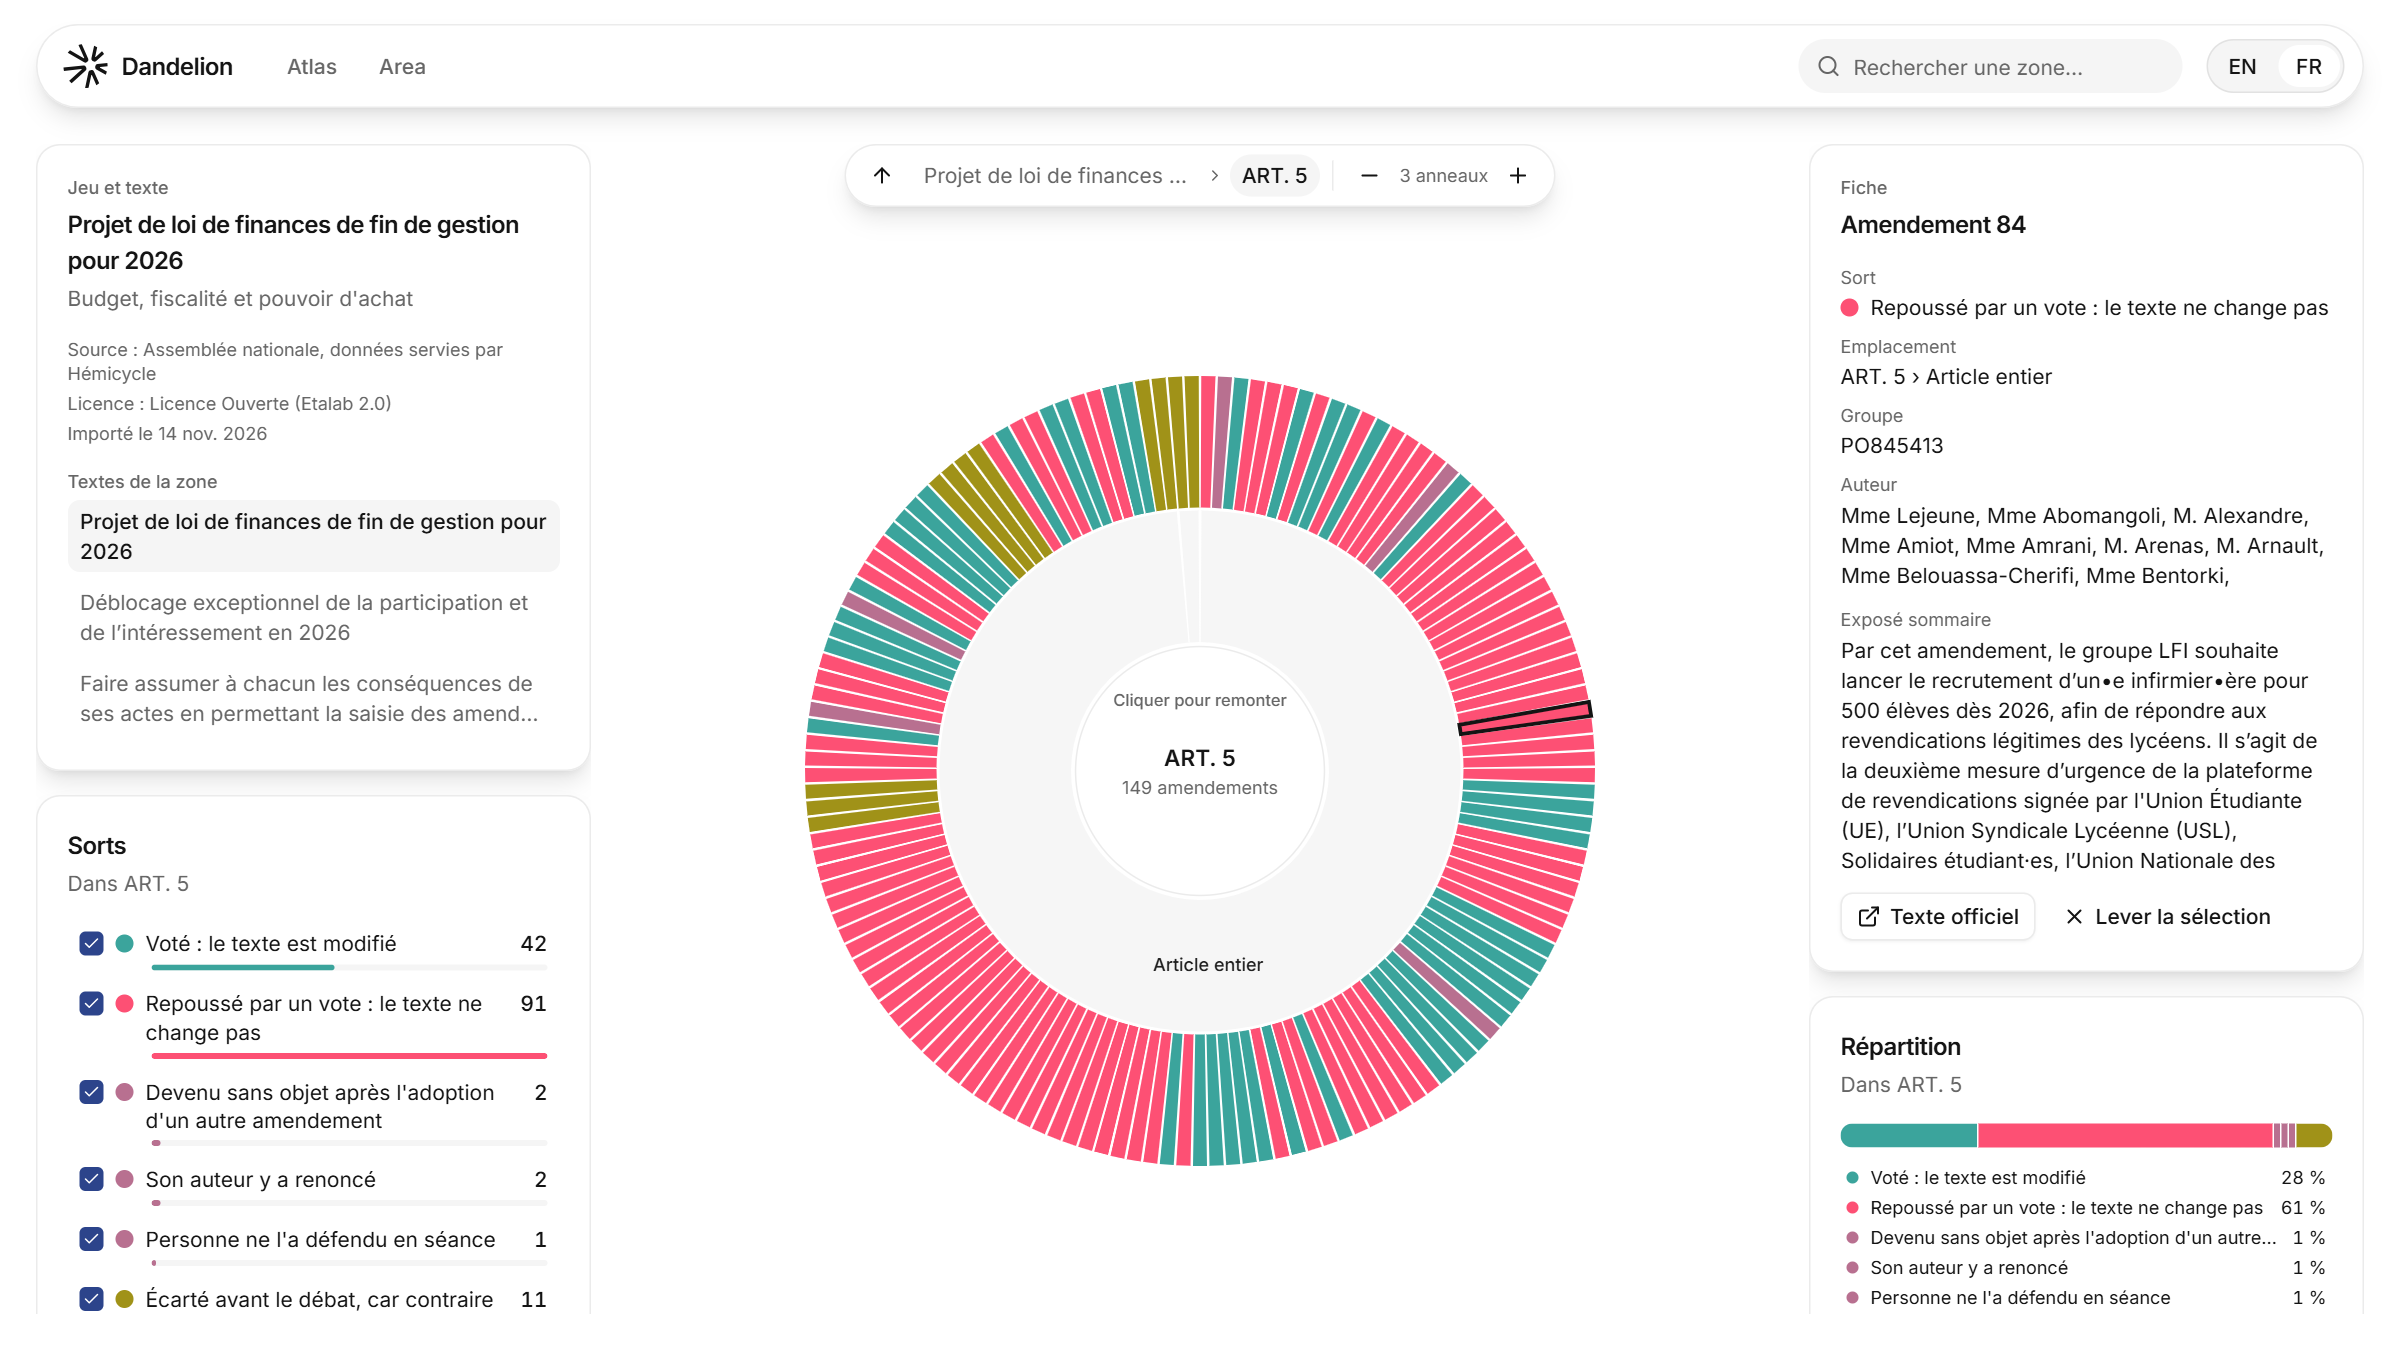 Dandelion
Atlas
Area
Rechercher une zone...
EN
FR
Jeu et texte
Projet de loi de finances de fin de gestion
pour 2026
Budget, fiscalité et pouvoir d'achat
Source : Assemblée nationale, données servies par
Hémicycle
Licence : Licence Ouverte (Etalab 2.0)
Importé le 14 nov. 2026
Textes de la zone
Projet de loi de finances de fin de gestion pour
2026
Déblocage exceptionnel de la participation et
de l’intéressement en 2026
Faire assumer à chacun les conséquences de
ses actes en permettant la saisie des amend...
Sorts
Dans ART. 5
Voté : le texte est modifié 42
Repoussé par un vote : le texte ne 91
change pas
Devenu sans objet après l'adoption 2
d'un autre amendement
Son auteur y a renoncé 2
Personne ne l'a défendu en séance 1
Écarté avant le débat, car contraire 11
Projet de loi de finances ... › ART. 5
3 anneaux
Cliquer pour remonter
ART. 5
149 amendements
Article entier
Fiche
Amendement 84
Sort
Repoussé par un vote : le texte ne change pas
Emplacement
ART. 5 › Article entier
Groupe
PO845413
Auteur
Mme Lejeune, Mme Abomangoli, M. Alexandre,
Mme Amiot, Mme Amrani, M. Arenas, M. Arnault,
Mme Belouassa-Cherifi, Mme Bentorki,
Exposé sommaire
Par cet amendement, le groupe LFI souhaite
lancer le recrutement d’un•e infirmier•ère pour
500 élèves dès 2026, afin de répondre aux
revendications légitimes des lycéens. Il s’agit de
la deuxième mesure d’urgence de la plateforme
de revendications signée par l'Union Étudiante
(UE), l’Union Syndicale Lycéenne (USL),
Solidaires étudiant·es, l’Union Nationale des
Texte officiel
Lever la sélection
Répartition
Dans ART. 5
Voté : le texte est modifié 28 %
Repoussé par un vote : le texte ne change pas 61 %
Devenu sans objet après l'adoption d'un autre... 1 %
Son auteur y a renoncé 1 %
Personne ne l'a défendu en séance 1 %